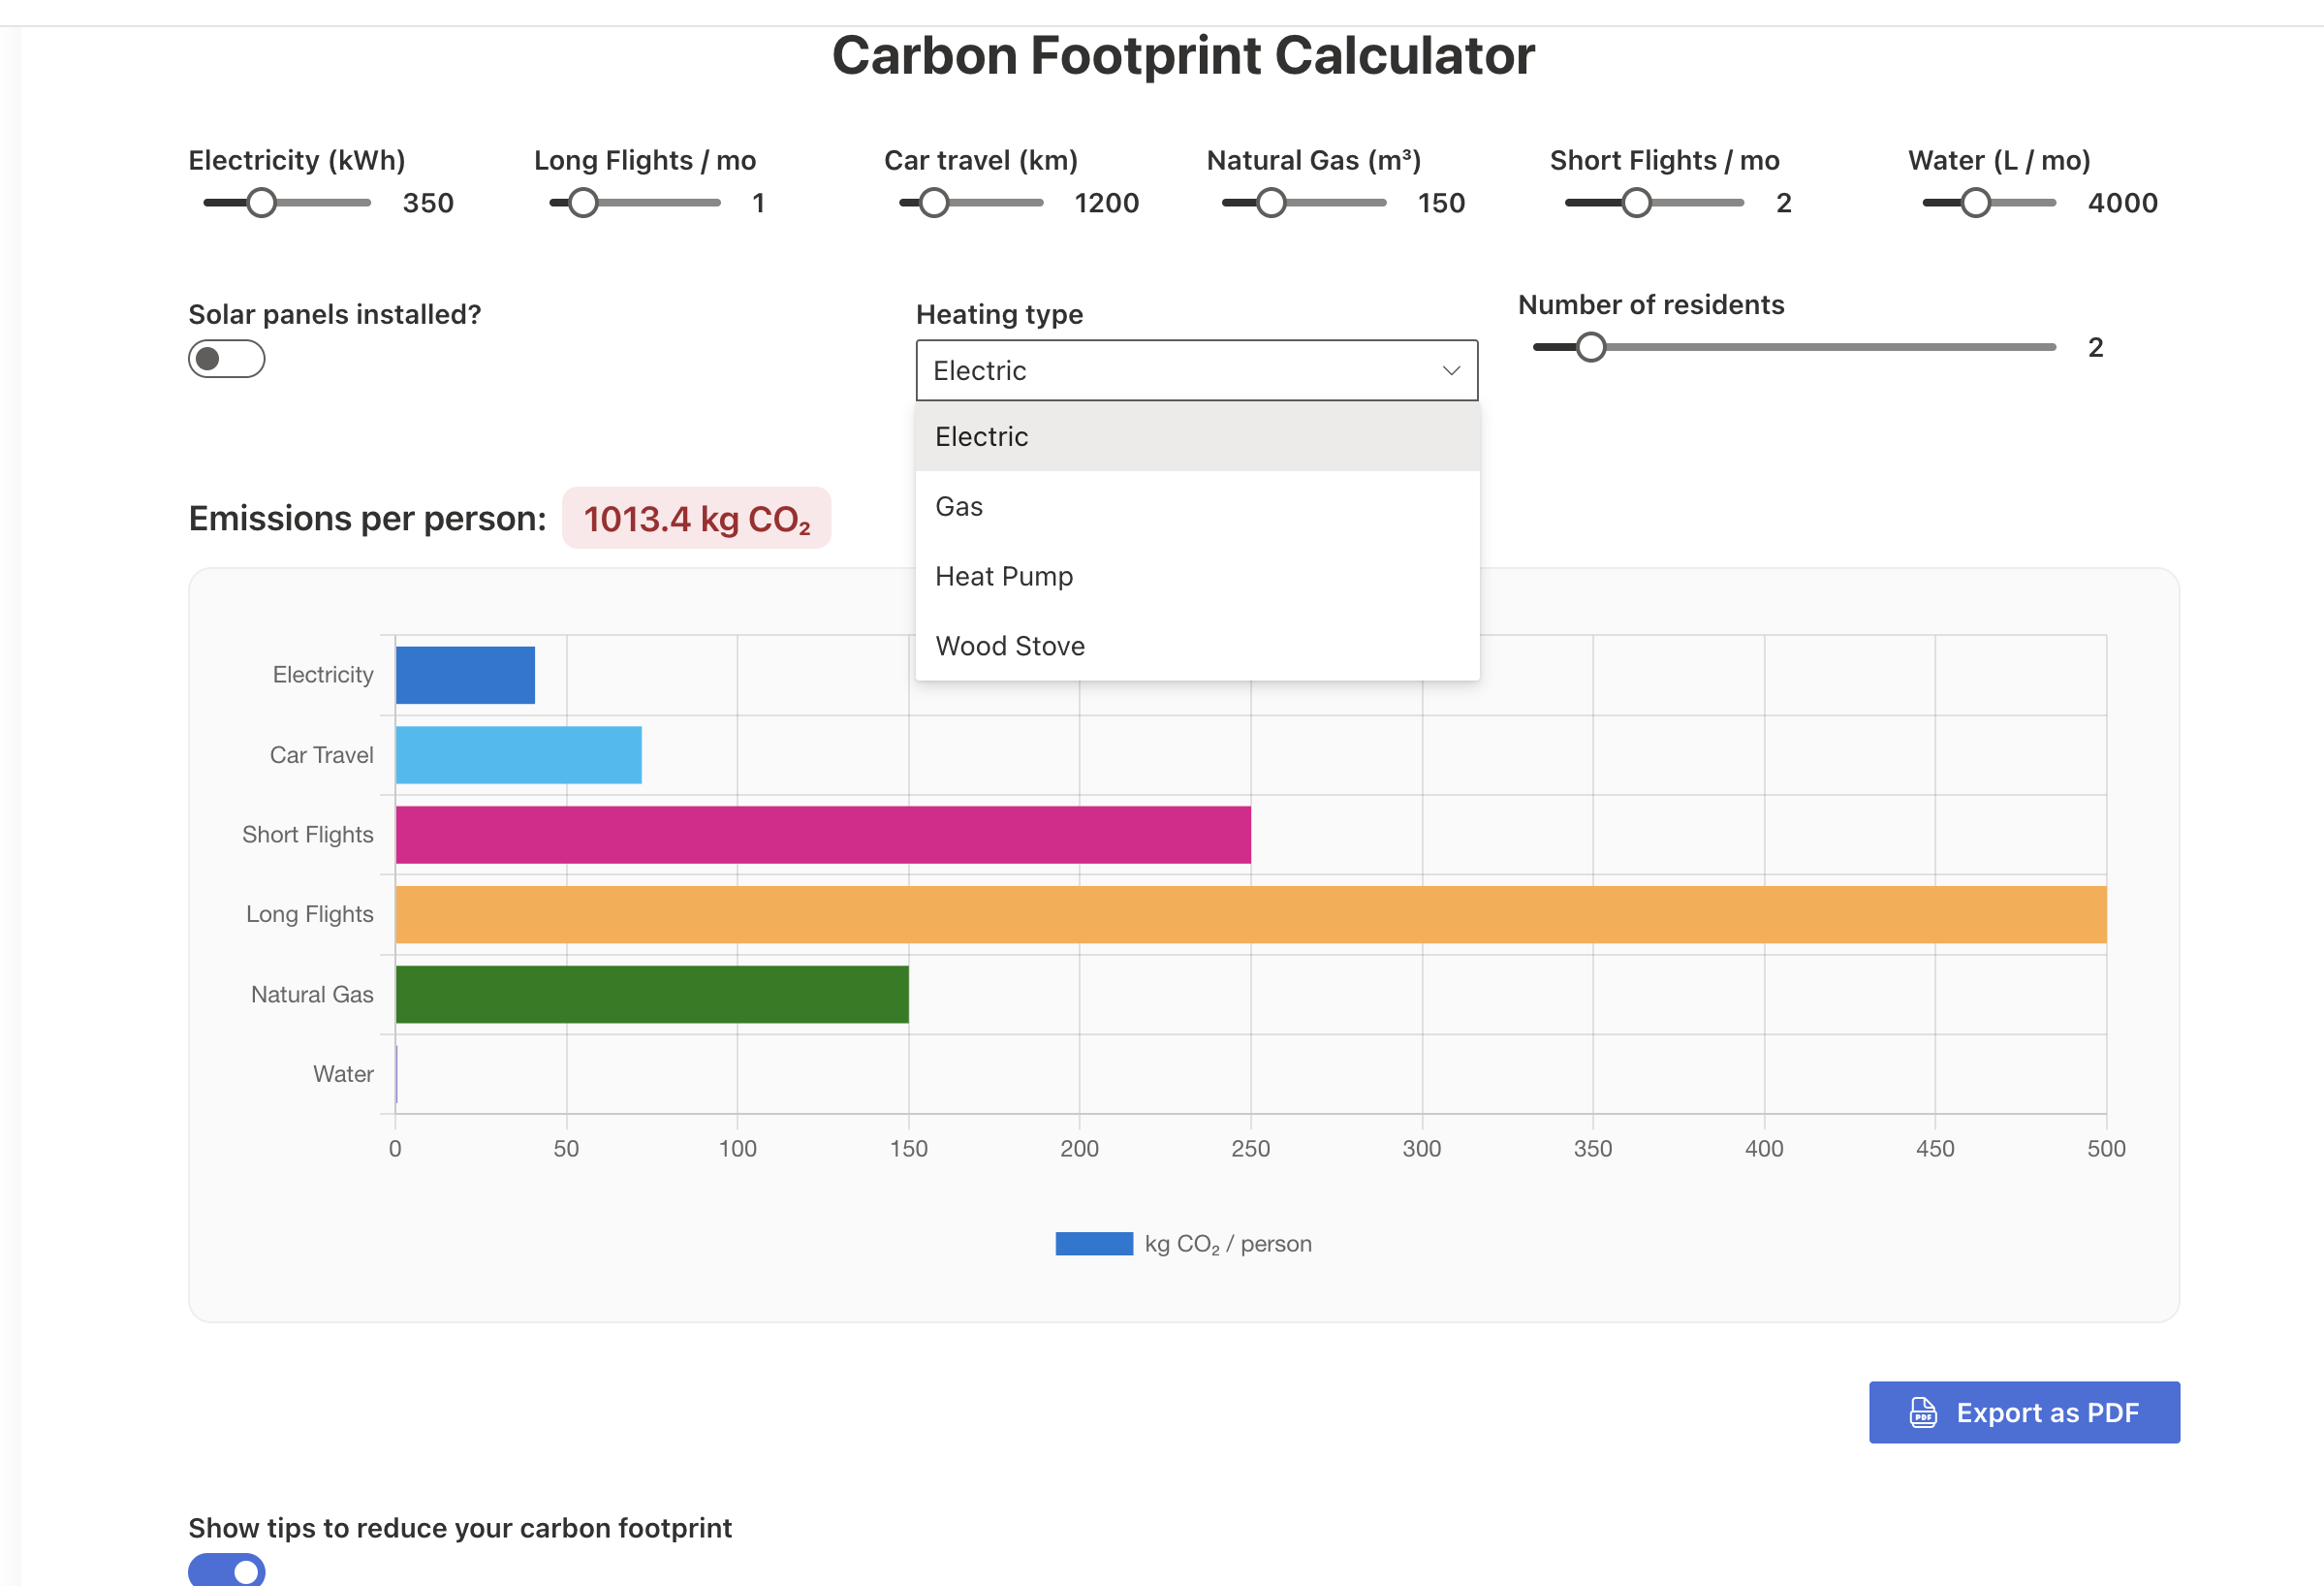 Carbon Footprint Calculator
Electricity (kWh)
350
Long Flights / mo
1
Car travel (km)
1200
Natural Gas (m³)
150
Short Flights / mo
2
Water (L / mo)
4000
Solar panels installed?
Heating type
Electric
Electric
Gas
Heat Pump
Wood Stove
Number of residents
2
Emissions per person: 1013.4 kg CO₂
Electricity
Car Travel
Short Flights
Long Flights
Natural Gas
Water
0 50 100 150 200 250 300 350 400 450 500
kg CO₂ / person
PDF Export as PDF
Show tips to reduce your carbon footprint